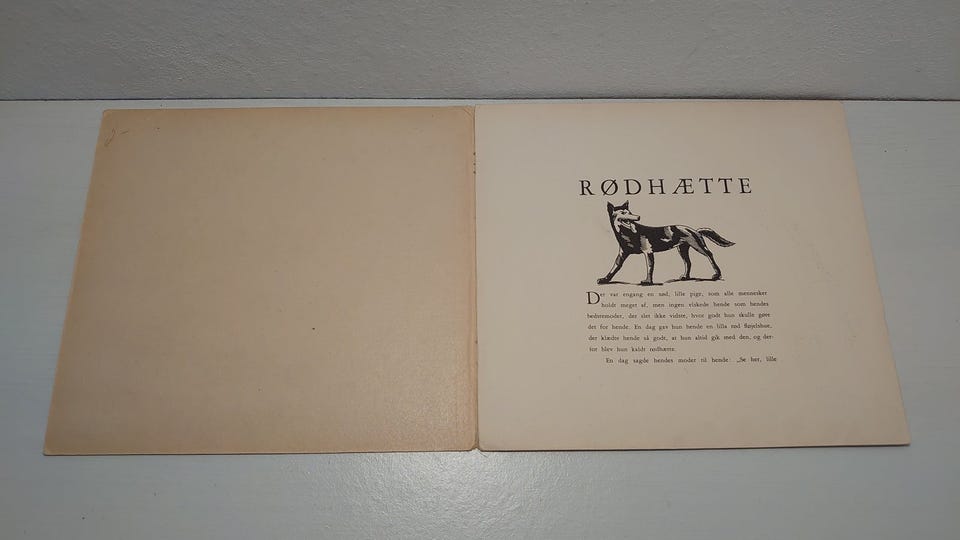 2-
RØDHÆTTE
Der var engang en sød, lille pige, som alle mennesker
holdt meget af, men ingen elskede hende som hendes
bedstemoder, der slet ikke vidste, hvor godt hun skulle gøre
det for hende. En dag gav hun hende en lille rød fløjelshue,
der klædte hende så godt, at hun altid gik med den, og der-
for blev hun kaldt rødhætte.
En dag sagde hendes moder til hende: „Se her, lille